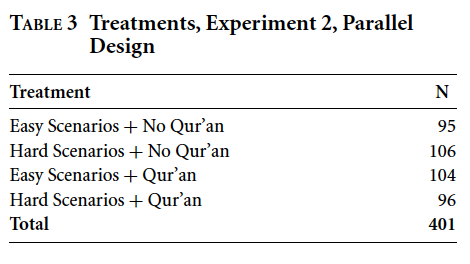 TABLE 3 Treatments, Experiment 2, Parallel
Design
Treatment N
Easy Scenarios + No Qur’an 95
Hard Scenarios + No Qur’an 106
Easy Scenarios + Qur’an 104
Hard Scenarios + Qur’an 96
Total 401